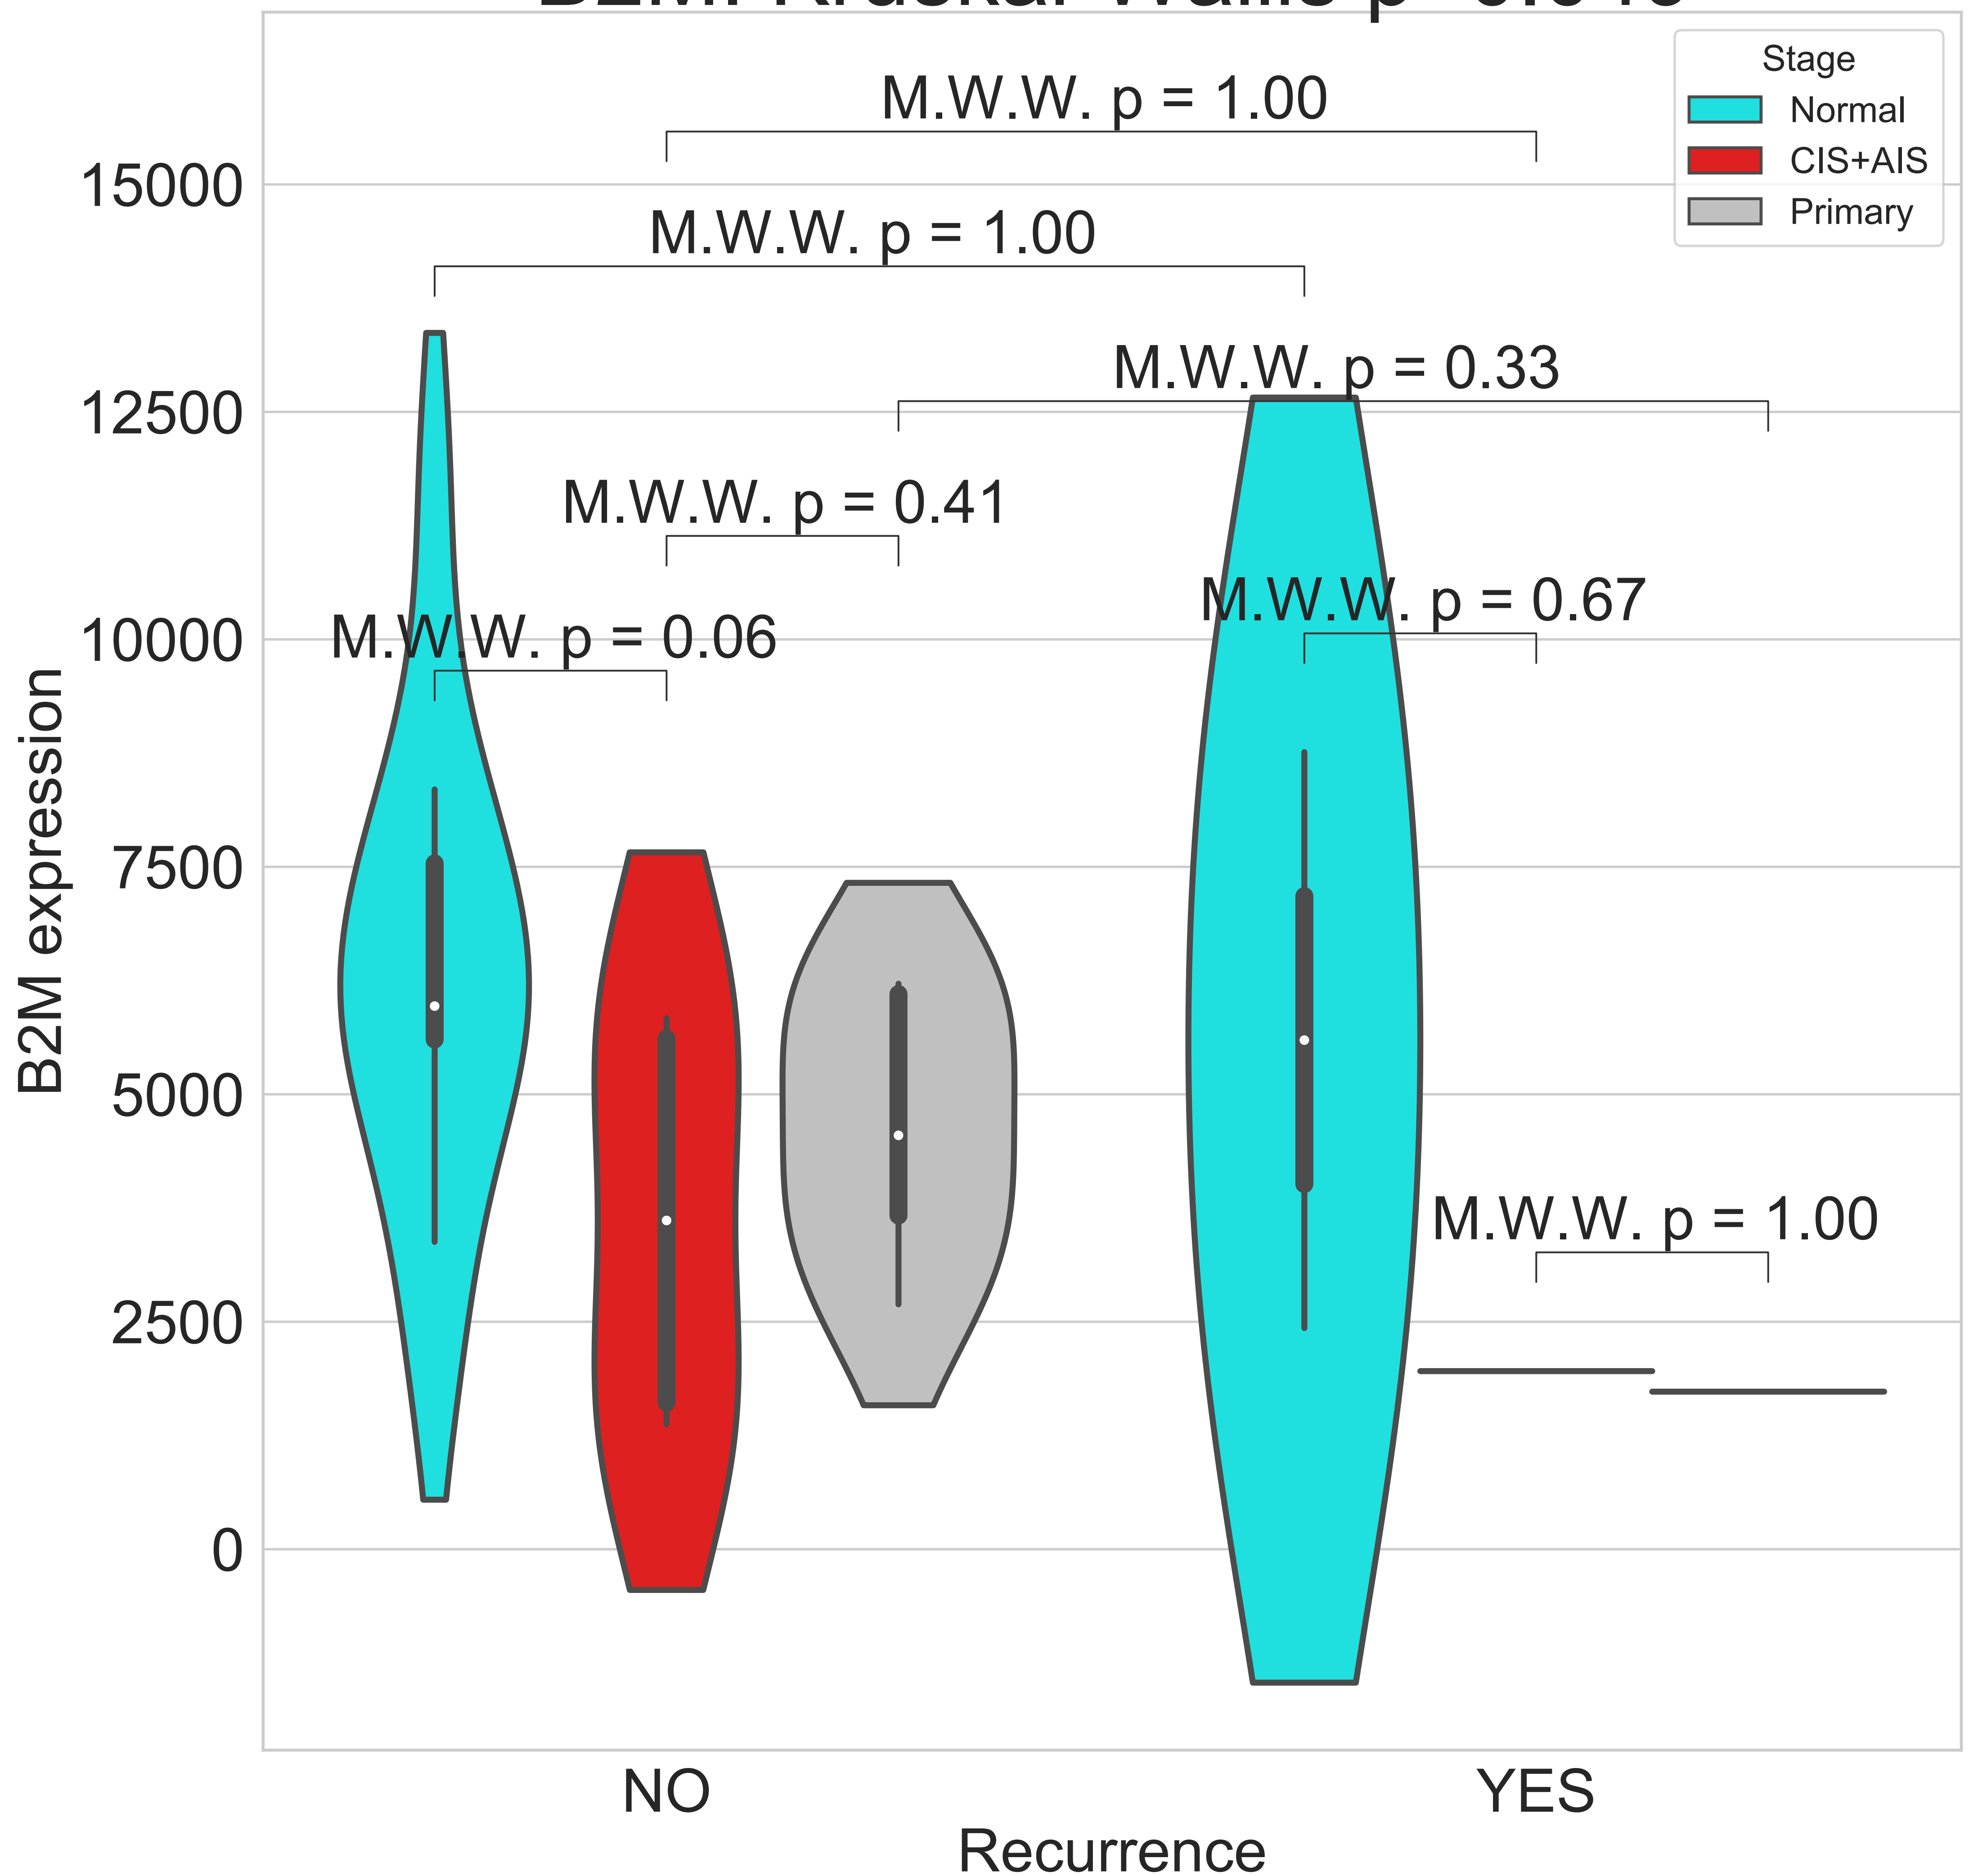 Stage
Normal
CIS+AIS
Primary
M.W.W. p = 1.00
M.W.W. p = 1.00
M.W.W. p = 0.33
M.W.W. p = 0.41
M.W.W. p = 0.67
M.W.W. p = 0.06
M.W.W. p = 1.00
15000
12500
10000
7500
5000
2500
0
B2M expression
NO
YES
Recurrence